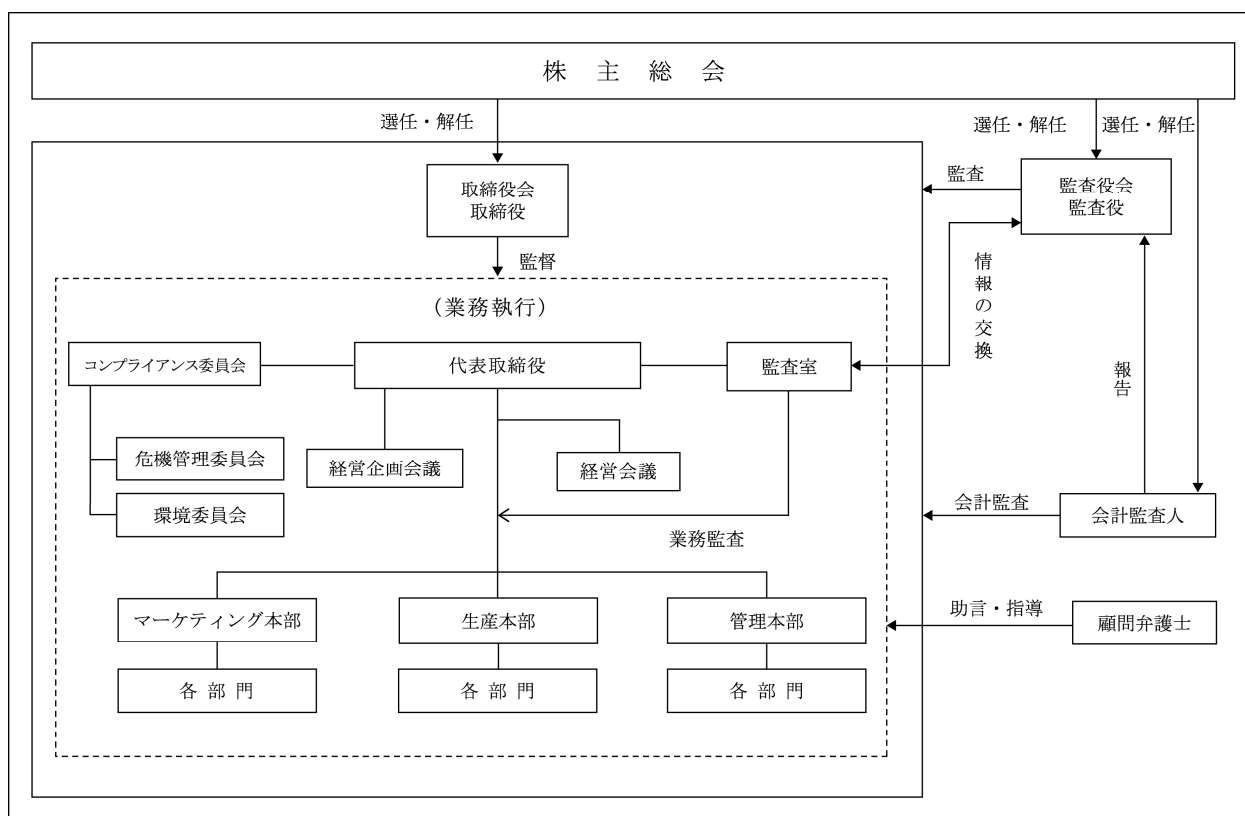 株 主 総 会
選任・解任
選任・解任
選任・解任
取締役会
取締役
監査
監査役会
監査役
監督
情報の交換
(業務執行)
コンプライアンス委員会
代表取締役
監査室
報告
危機管理委員会
経営企画会議
経営会議
環境委員会
会計監査
会計監査人
業務監査
マーケティング本部
生産本部
管理本部
助言・指導
顧問弁護士
各 部 門
各 部 門
各 部 門